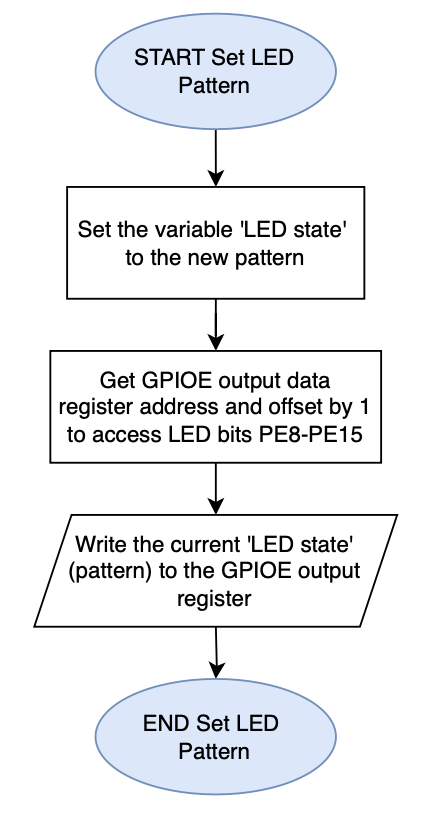 START Set LED
Pattern
Set the variable 'LED state'
to the new pattern
Get GPIOE output data
register address and offset by 1
to access LED bits PE8-PE15
Write the current 'LED state'
(pattern) to the GPIOE output
register
END Set LED
Pattern